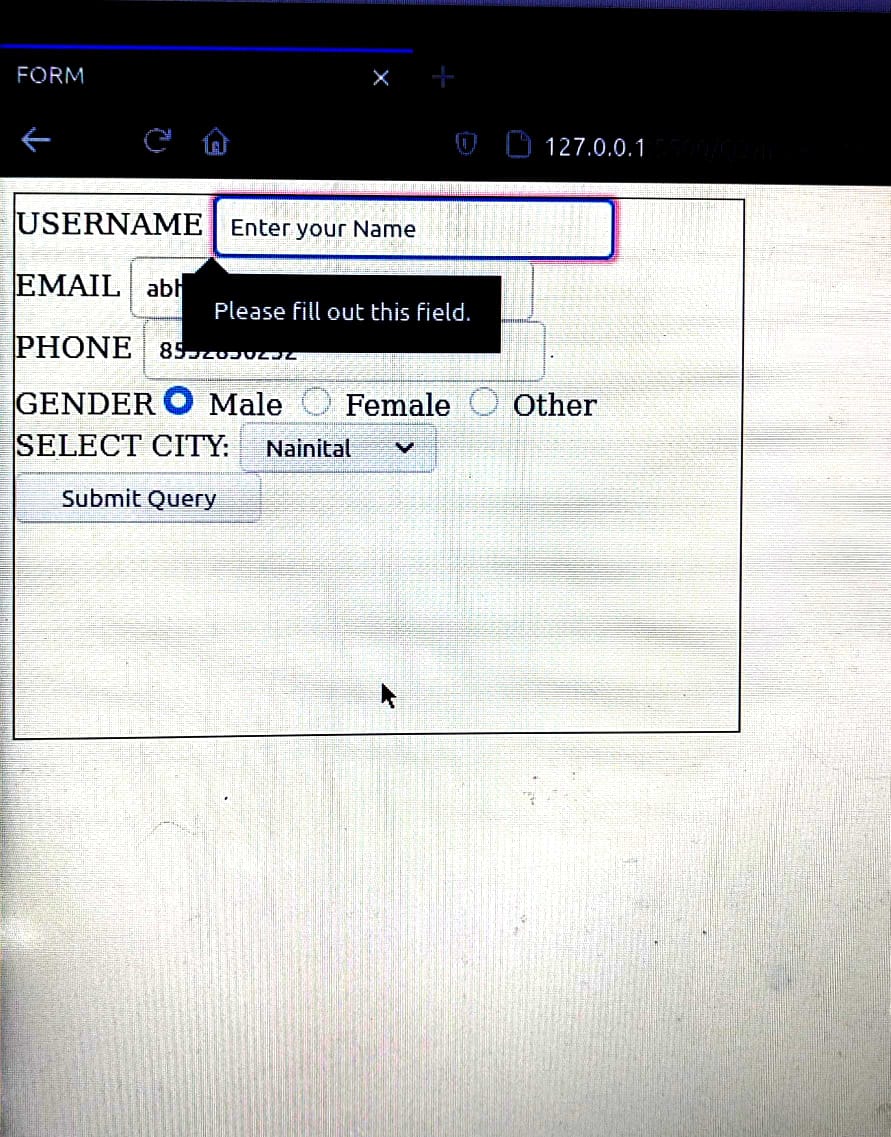 FORM
127.0.0.1
USERNAME Enter your Name
EMAIL
Please fill out this field.
PHONE
GENDER Male Female Other
SELECT CITY: Nainital
Submit Query